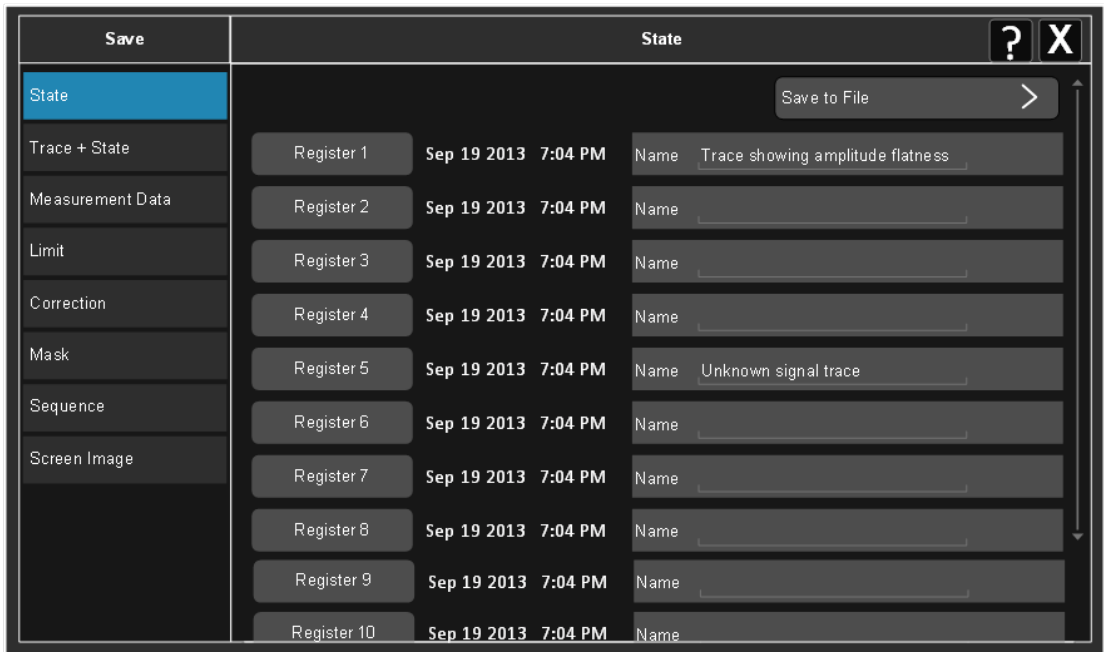 Save
State
? X
State
Trace + State
Measurement Data
Limit
Correction
Mask
Sequence
Screen Image
Save to File >
Register 1 Sep 19 2013 7:04 PM Name Trace showing amplitude flatness
Register 2 Sep 19 2013 7:04 PM Name
Register 3 Sep 19 2013 7:04 PM Name
Register 4 Sep 19 2013 7:04 PM Name
Register 5 Sep 19 2013 7:04 PM Name Unknown signal trace
Register 6 Sep 19 2013 7:04 PM Name
Register 7 Sep 19 2013 7:04 PM Name
Register 8 Sep 19 2013 7:04 PM Name
Register 9 Sep 19 2013 7:04 PM Name
Register 10 Sep 19 2013 7:04 PM Name